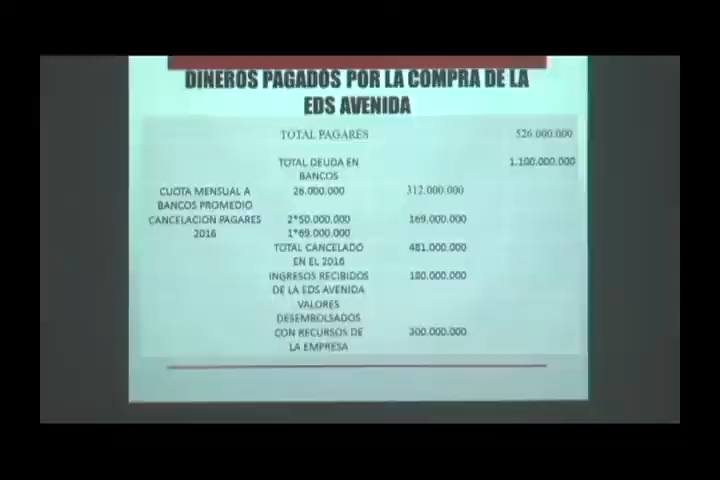 DINEROS PAGADOS POR LA COMPRA DE LA
EDS AVENIDA
TOTAL PAGARES 526.000.000
TOTAL DEUDA EN 1.100.000.000
BANCOS
CUOTA MENSUAL A 26.000.000 312.000.000
BANCOS PROMEDIO
CANCELACION PAGARES 2*50.000.000 169.000.000
2016 1*69.000.000
TOTAL CANCELADO 481.000.000
EN EL 2016
INGRESOS RECIBIDOS 180.000.000
DE LA EDS AVENIDA
VALORES
DESEMBOLSADOS
CON RECURSOS DE 300.000.000
LA EMPRESA